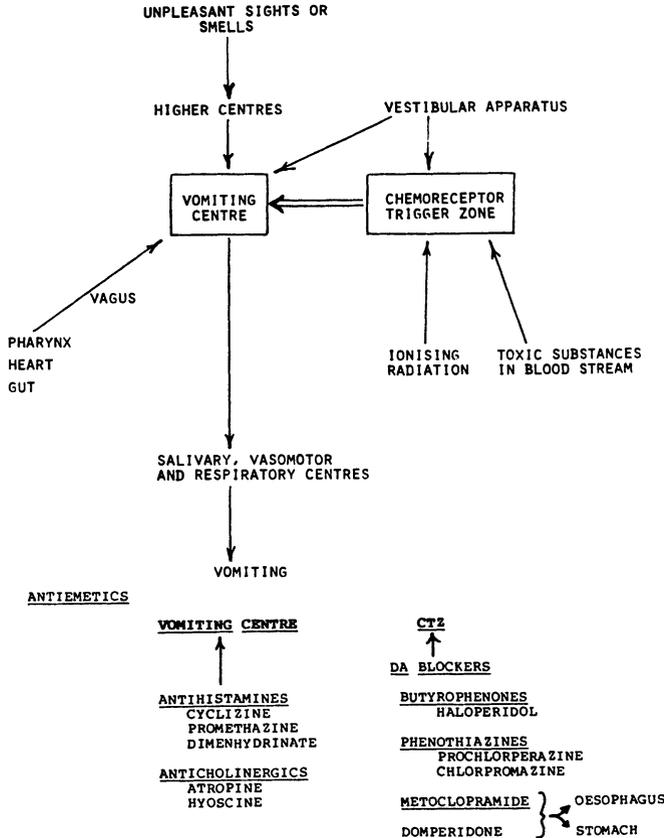 UNPLEASANT SIGHTS OR
SMELLS
HIGHER CENTRES
VESTIBULAR APPARATUS
VOMITING
CENTRE
CHEMORECEPTOR
TRIGGER ZONE
VAGUS
PHARYNX
HEART
GUT
IONISING
RADIATION
TOXIC SUBSTANCES
IN BLOOD STREAM
SALIVARY, VASOMOTOR
AND RESPIRATORY CENTRES
VOMITING
ANTIEMETICS
VOMITING CENTRE
ANTIHISTAMINES
CYCLIZINE
PROMETHAZINE
DIMENHYDRINATE
ANTICHOLINERGICS
ATROPINE
HYOSCINE
CTZ
DA BLOCKERS
BUTYROPHENONES
HALOPERIDOL
PHENOTHIAZINES
PROCHLORPERAZINE
CHLORPROMAZINE
METOCLOPRAMIDE
DOMPERIDONE
OESOPHAGUS
STOMACH